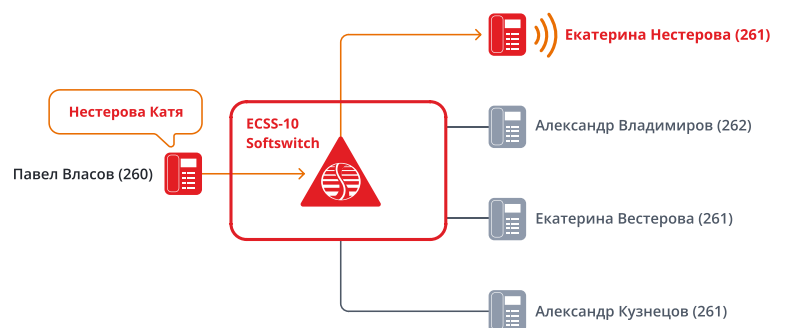 Екатерина Нестерова (261)
Нестерова Катя
ECSS-10
Softswitch
Александр Владимиров (262)
Павел Власов (260)
Екатерина Вестерова (261)
Александр Кузнецов (261)